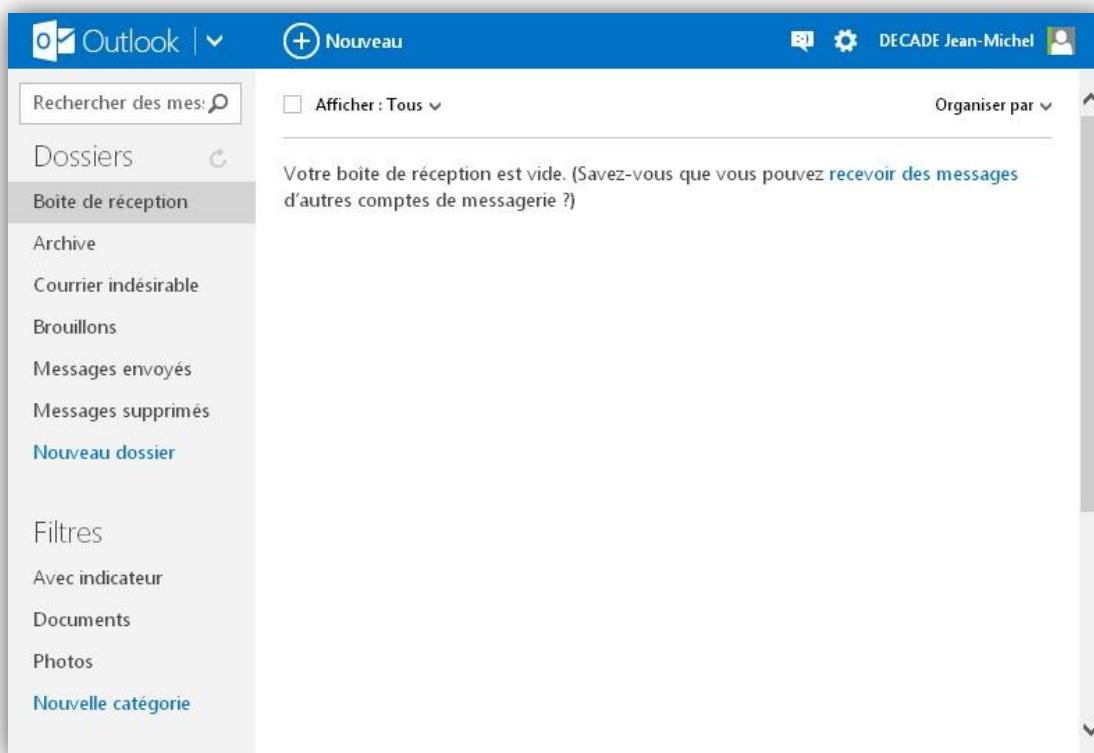 Outlook
Nouveau
DECADE Jean-Michel
Rechercher des mes
Afficher : Tous
Organiser par
Dossiers
Votre boîte de réception est vide. (Savez-vous que vous pouvez recevoir des messages
d'autres comptes de messagerie ?)
Boîte de réception
Archive
Courrier indésirable
Brouillons
Messages envoyés
Messages supprimés
Nouveau dossier
Filtres
Avec indicateur
Documents
Photos
Nouvelle catégorie